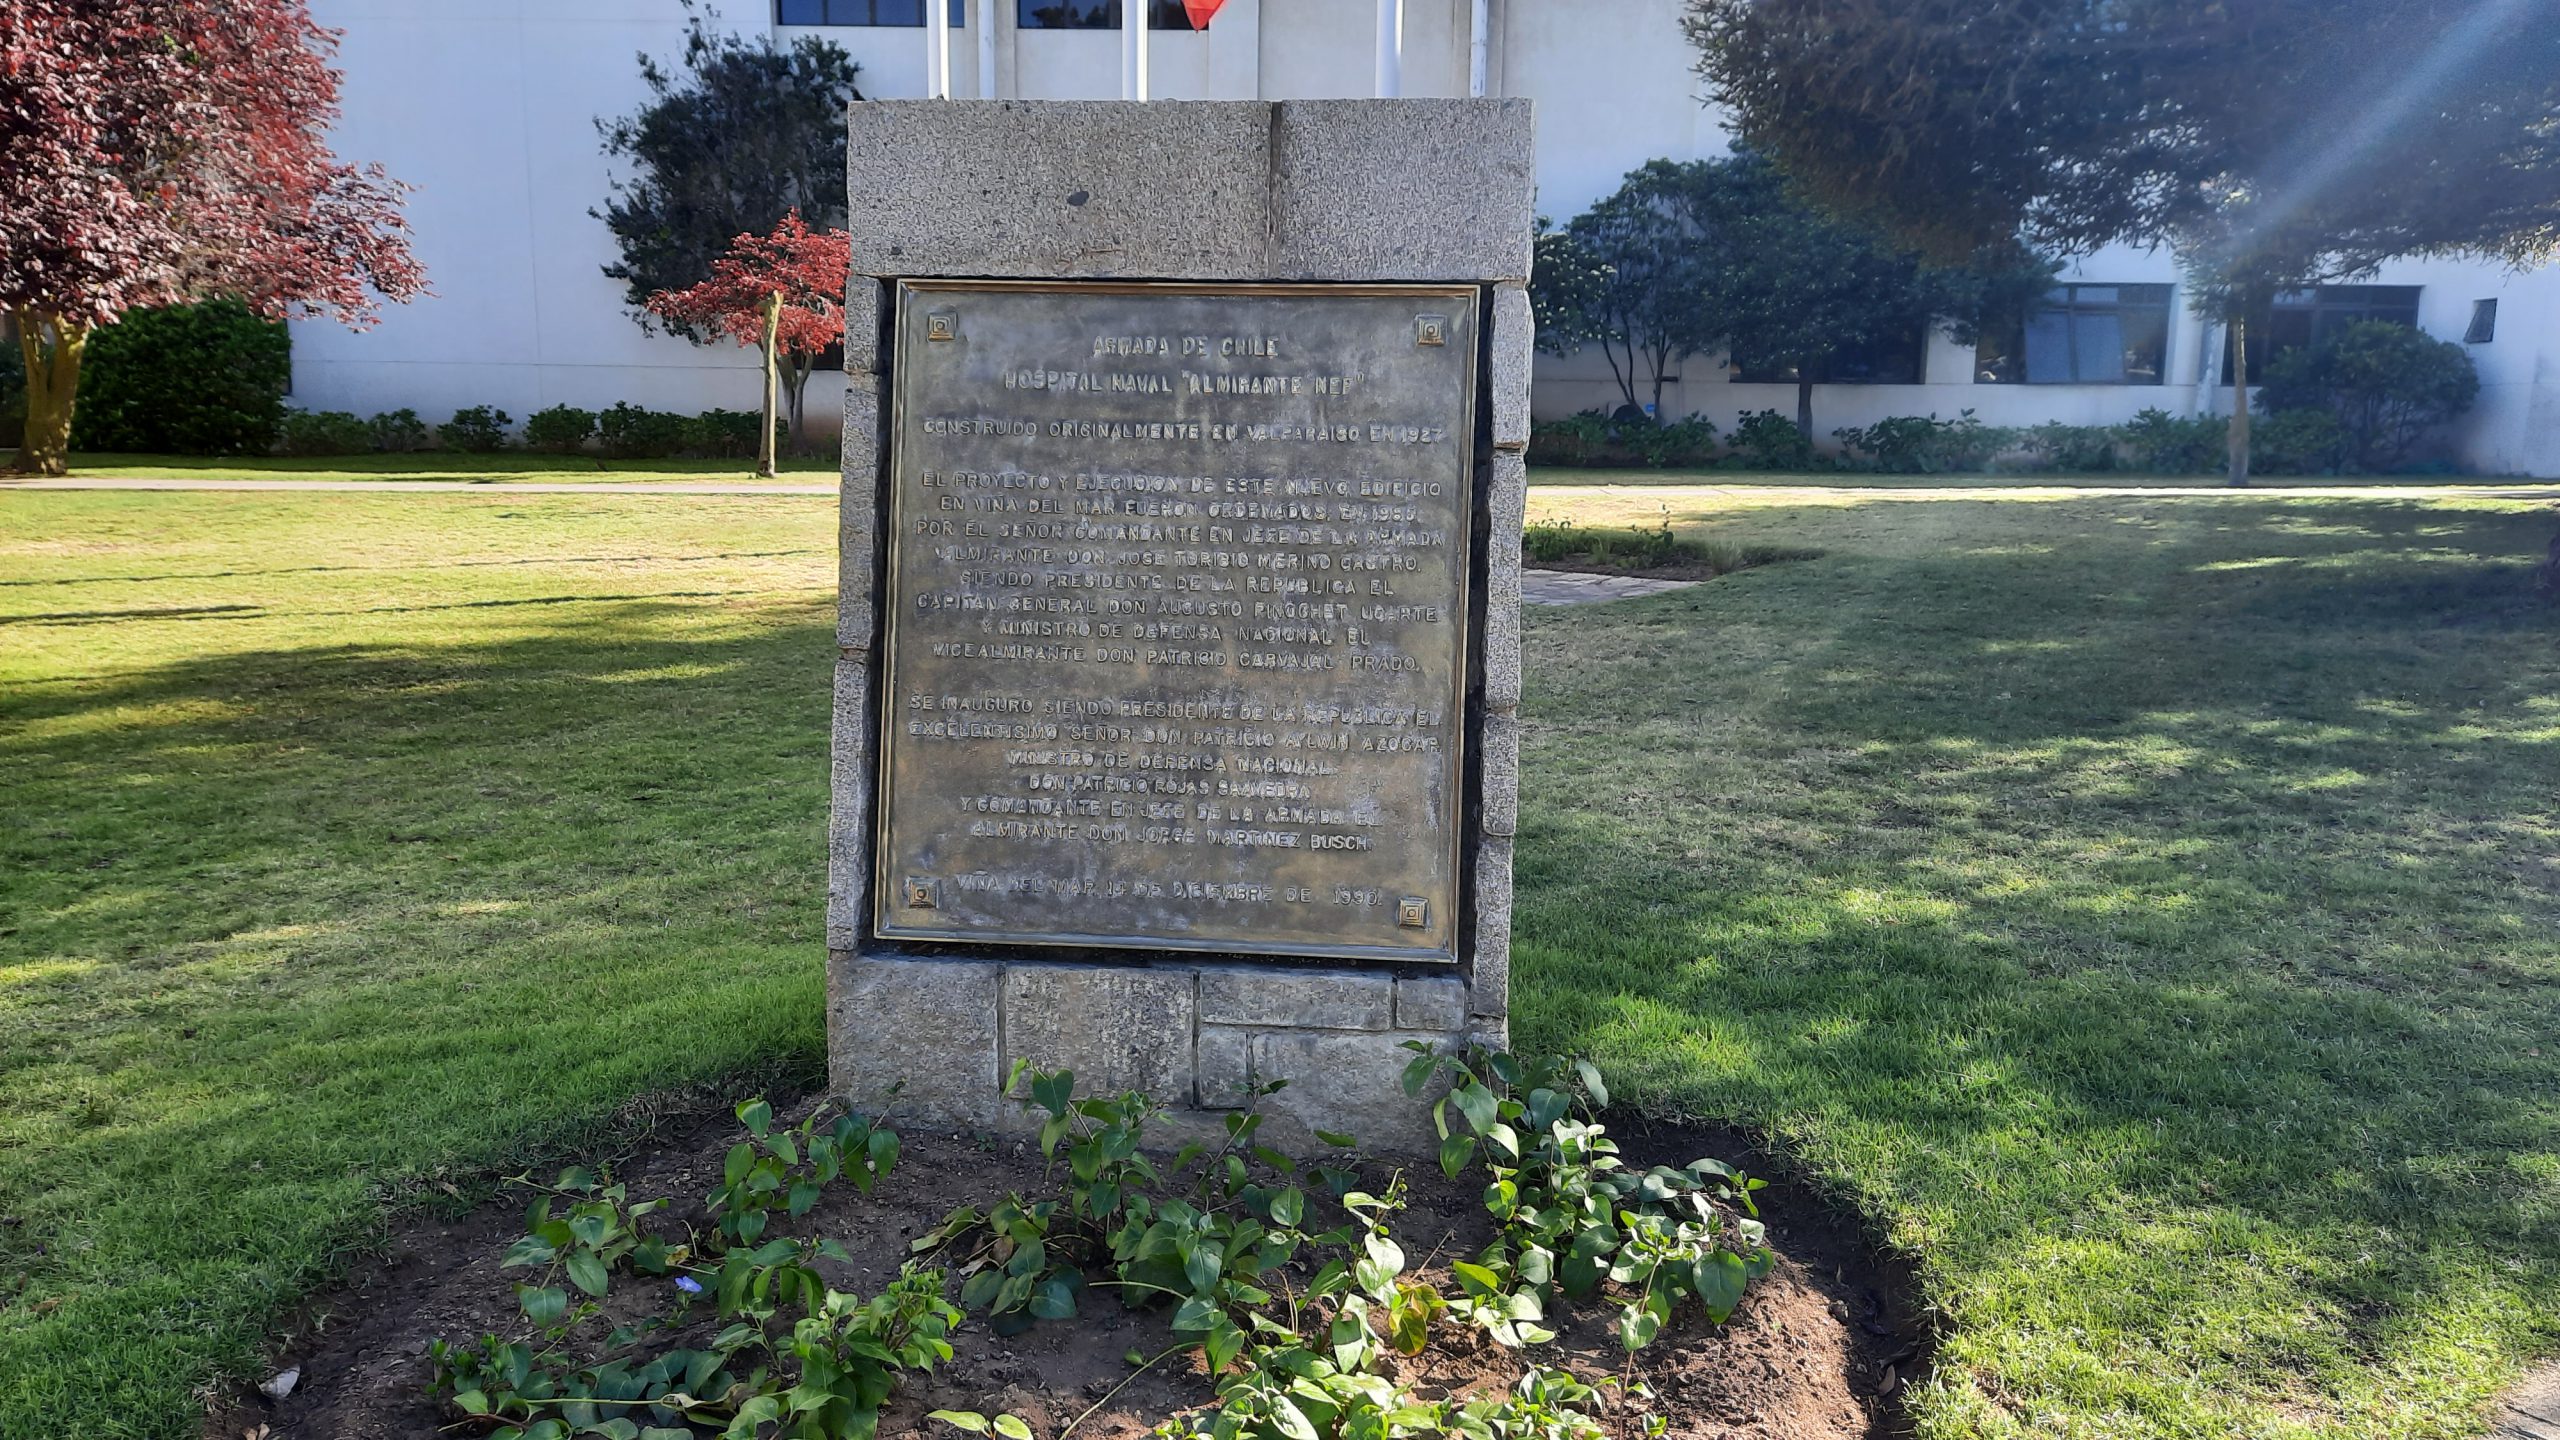 ARMADA DE CHILE
HOSPITAL NAVAL "ALMIRANTE NEF"
CONSTRUIDO ORIGINALMENTE EN VALPARAISO EN 1927
EL PROYECTO Y EJECUCION DE ESTE NUEVO EDIFICIO
EN VIÑA DEL MAR FUERON ORDENADOS, EN
POR EL SEÑOR COMANDANTE EN JEFE DE LA ARMADA
ALMIRANTE DON JOSE TORIBIO MERINO CASTRO,
SIENDO PRESIDENTE DE LA REPUBLICA EL
CAPITAN GENERAL DON AUGUSTO PINOCHET UGARTE
Y MINISTRO DE DEFENSA NACIONAL EL
VICEALMIRANTE DON PATRICIO CARVAJAL PRADO.
SE INAUGURO SIENDO PRESIDENTE DE LA REPUBLICA EL
EXCELENTISIMO SEÑOR DON PATRICIO AYLWIN AZOCAR,
MINISTRO DE DEFENSA NACIONAL
DON PATRICIO ROJAS SAAVEDRA
Y COMANDANTE EN JEFE DE LA ARMADA EL
ALMIRANTE DON JORGE MARTINEZ BUSCH.
VIÑA DEL MAR, 14 DE DICIEMBRE DE 1990.